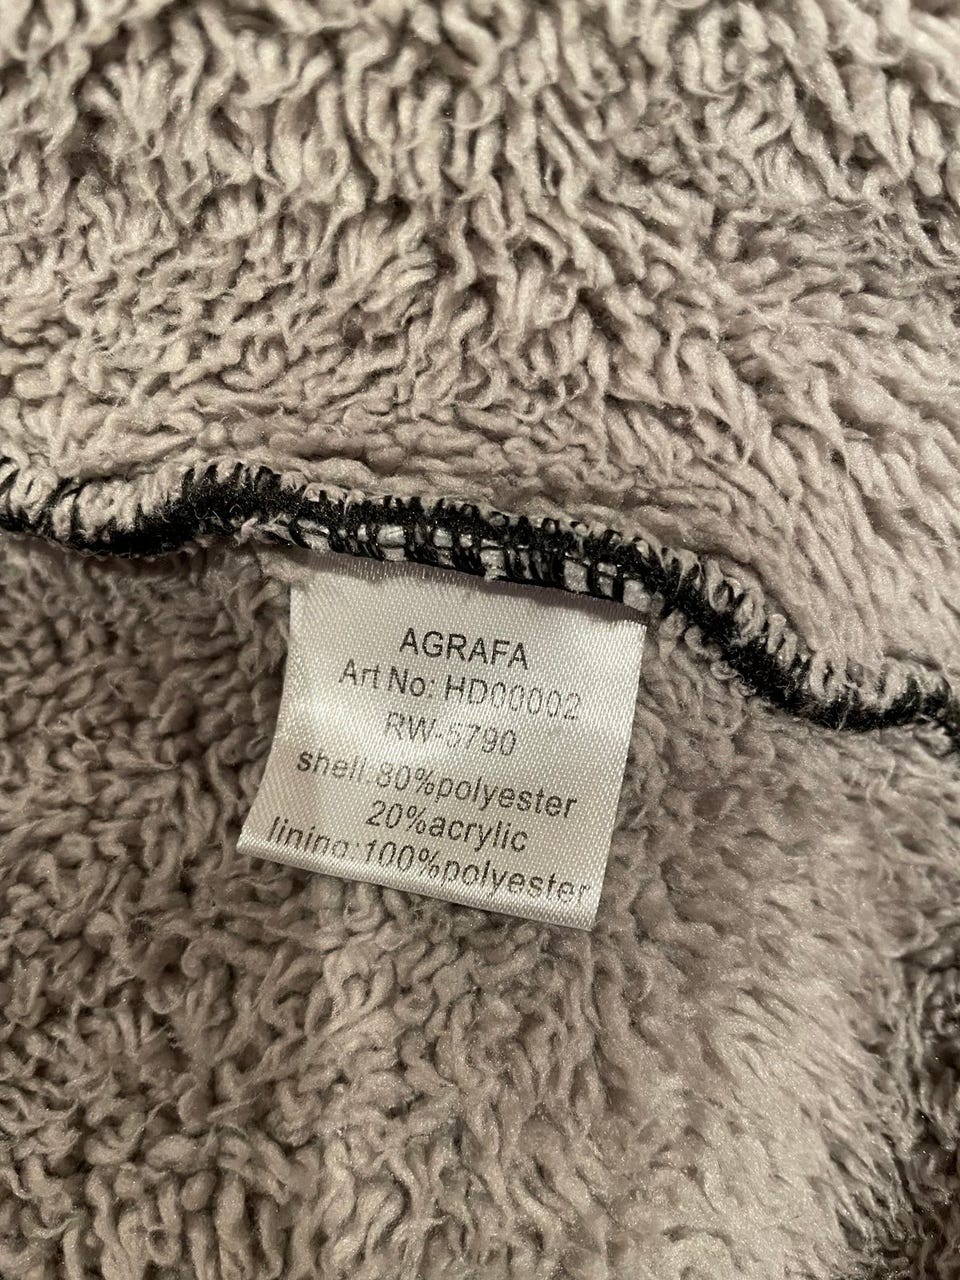 AGRAFA
Art No: HD00002
RW-5790
shell:80%polyester
20%acrylic
lining:100%polyester